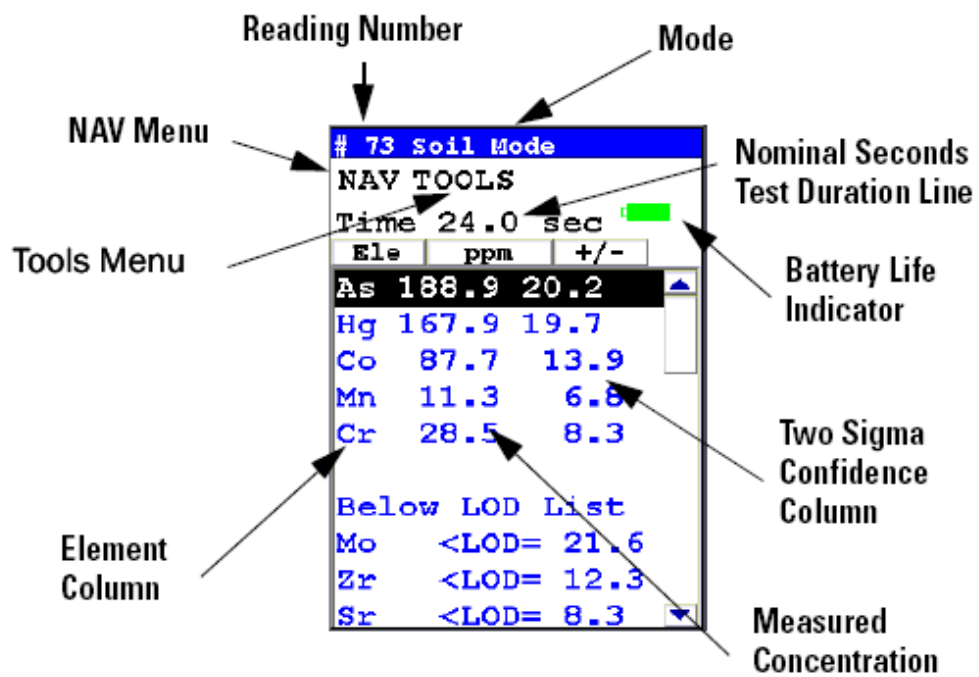 Reading Number
Mode
NAV Menu
# 73 Soil Mode
Nominal Seconds
Test Duration Line
NAV TOOLS
Time 24.0 sec
Tools Menu
Ele ppm +/-
Battery Life
Indicator
As 188.9 20.2
Hg 167.9 19.7
Co 87.7 13.9
Mn 11.3 6.8
Cr 28.5 8.3
Two Sigma
Confidence
Column
Below LOD List
Element
Column
Mo <LOD= 21.6
Zr <LOD= 12.3
Sr <LOD= 8.3
Measured
Concentration